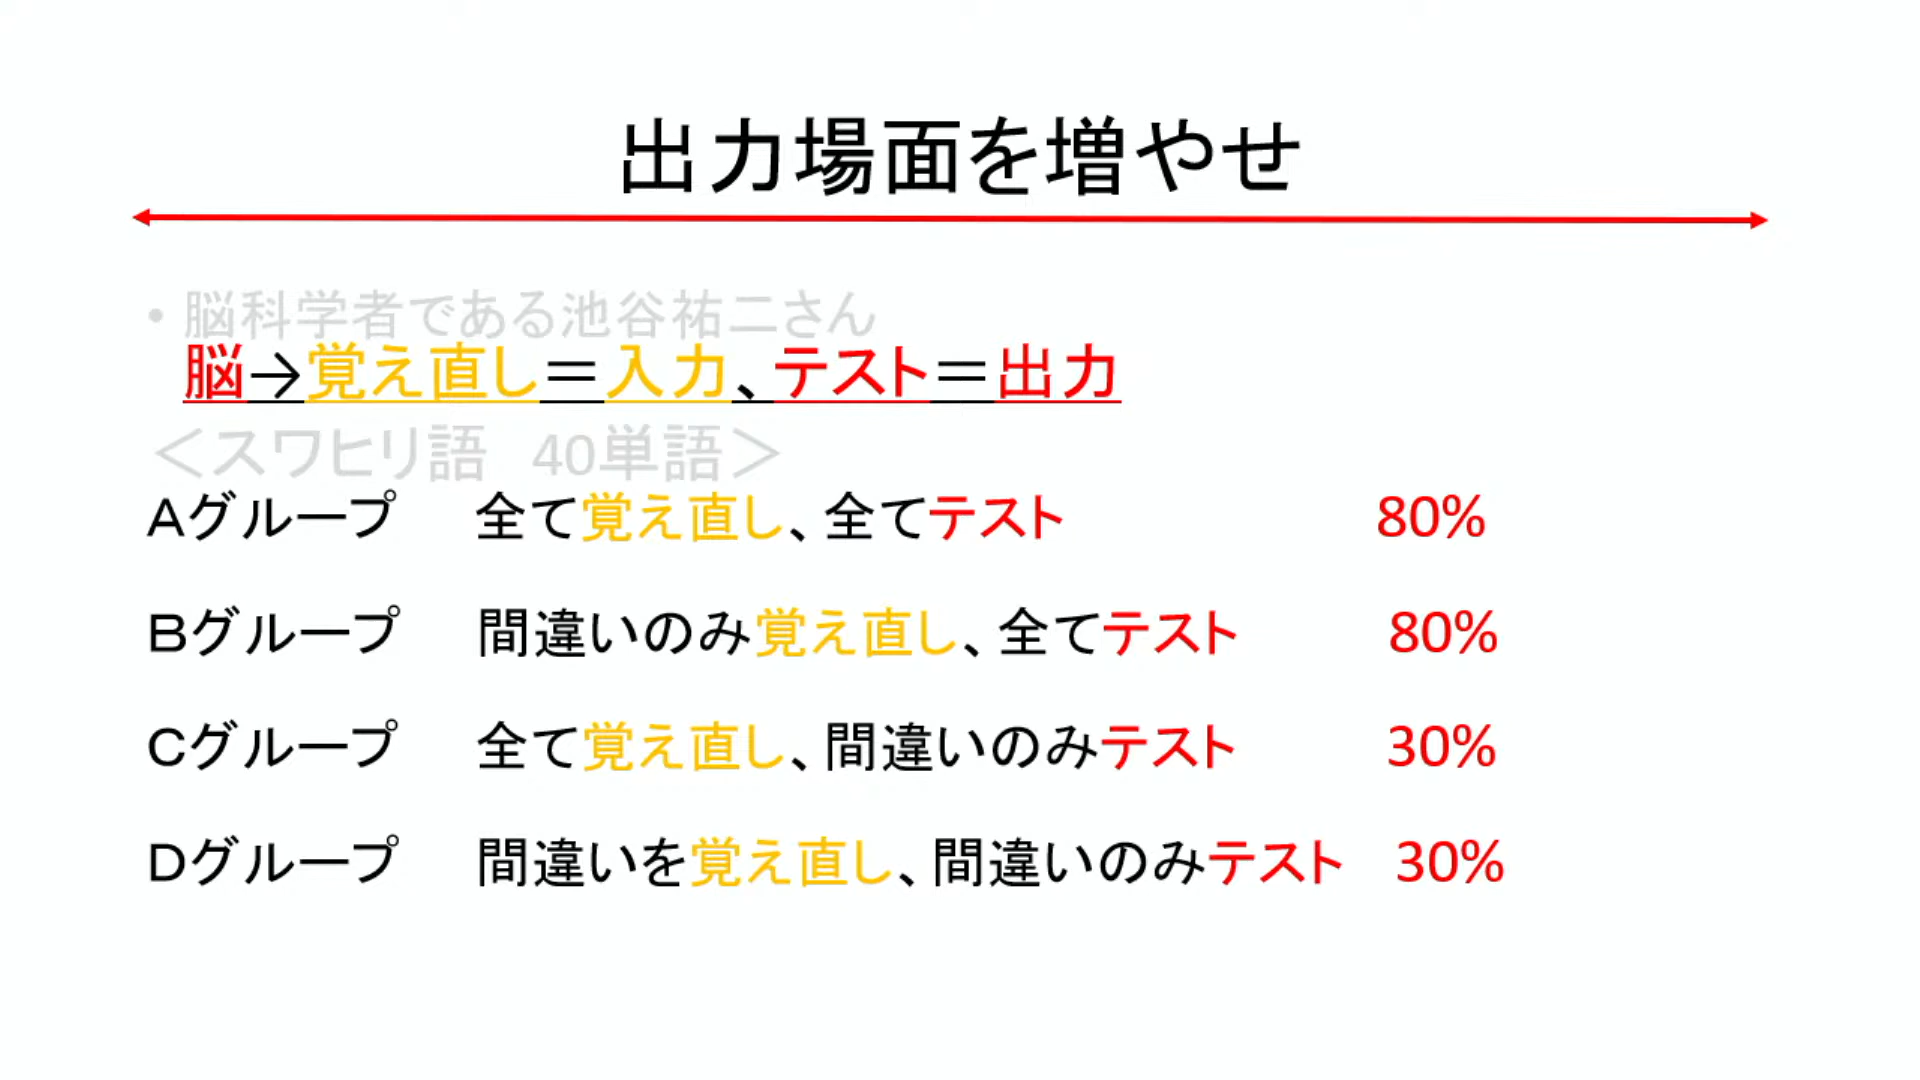 出力場面を増やせ
• 脳科学者である池谷祐二さん
脳→覚え直し＝入力、テスト＝出力
＜スワヒリ語　40単語＞
Aグループ　全て覚え直し、全てテスト　80%
Bグループ　間違いのみ覚え直し、全てテスト　80%
Cグループ　全て覚え直し、間違いのみテスト　30%
Dグループ　間違いを覚え直し、間違いのみテスト　30%